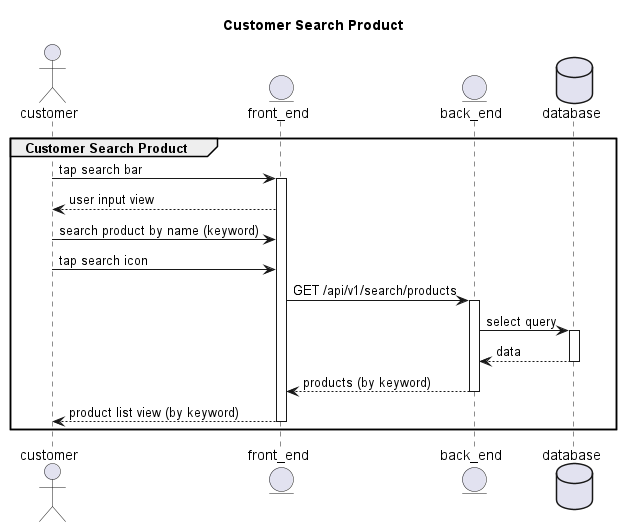 Customer Search Product
customer
front_end
back_end
database
Customer Search Product
tap search bar
user input view
search product by name (keyword)
tap search icon
GET /api/v1/search/products
select query
data
products (by keyword)
product list view (by keyword)
customer
front_end
back_end
database